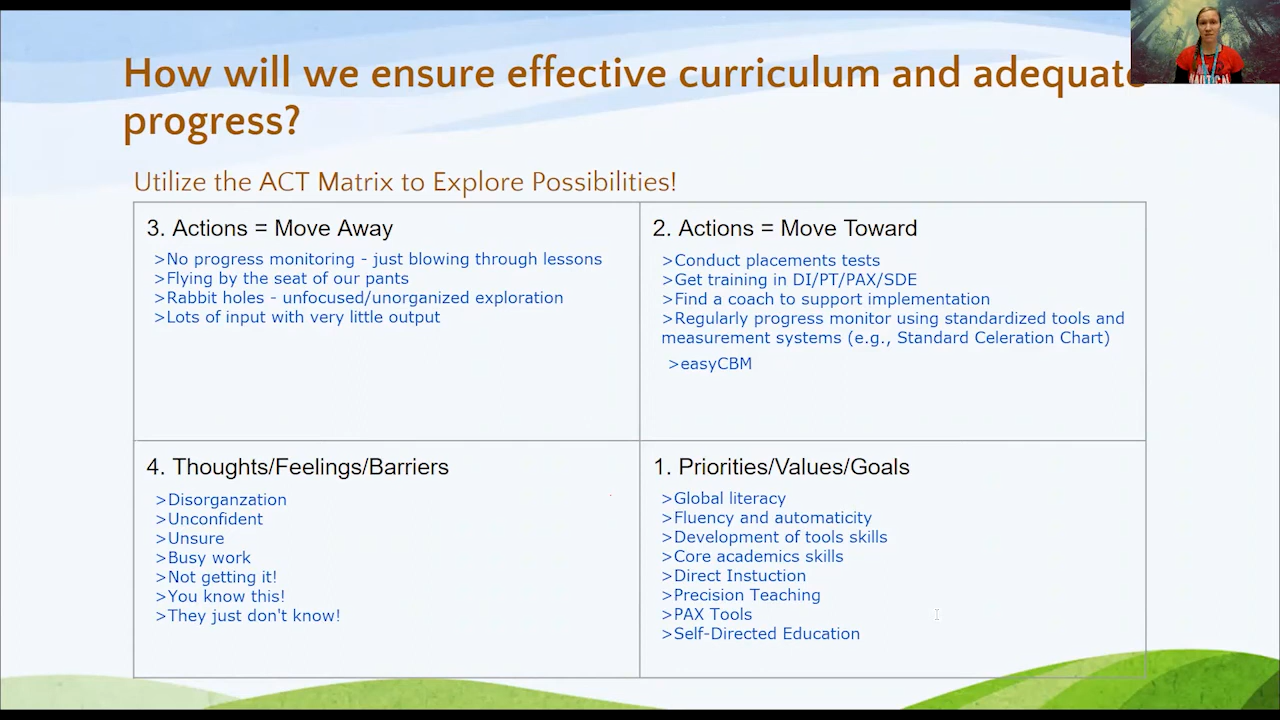 How will we ensure effective curriculum and adequate
progress?
Utilize the ACT Matrix to Explore Possibilities!
3. Actions = Move Away
>No progress monitoring - just blowing through lessons
>Flying by the seat of our pants
>Rabbit holes - unfocused/unorganized exploration
>Lots of input with very little output
2. Actions = Move Toward
>Conduct placements tests
>Get training in DI/PT/PAX/SDE
>Find a coach to support implementation
>Regularly progress monitor using standardized tools and
measurement systems (e.g., Standard Celeration Chart)
>easyCBM
4. Thoughts/Feelings/Barriers
>Disorganzation
>Unconfident
>Unsure
>Busy work
>Not getting it!
>You know this!
>They just don't know!
1. Priorities/Values/Goals
>Global literacy
>Fluency and automaticity
>Development of tools skills
>Core academics skills
>Direct Instuction
>Precision Teaching
>PAX Tools
>Self-Directed Education